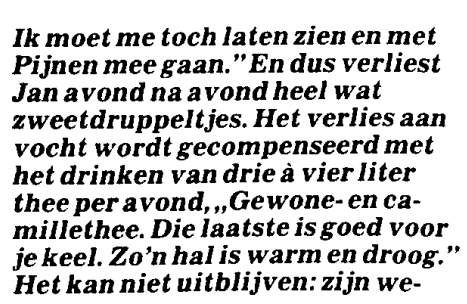 Ik moet me toch laten zien en met
Pijnen mee gaan." En dus verliest
Jan avond na avond heel wat
zweetdruppeltjes. Het verlies aan
vocht wordt gecompenseerd met
het drinken van drie à vier liter
thee per avond, „Gewone- en ca-
millethee. Die laatste is goed voor
je keel. Zo'n hal is warm en droog."
Het kan niet uitblijven: zijn we-